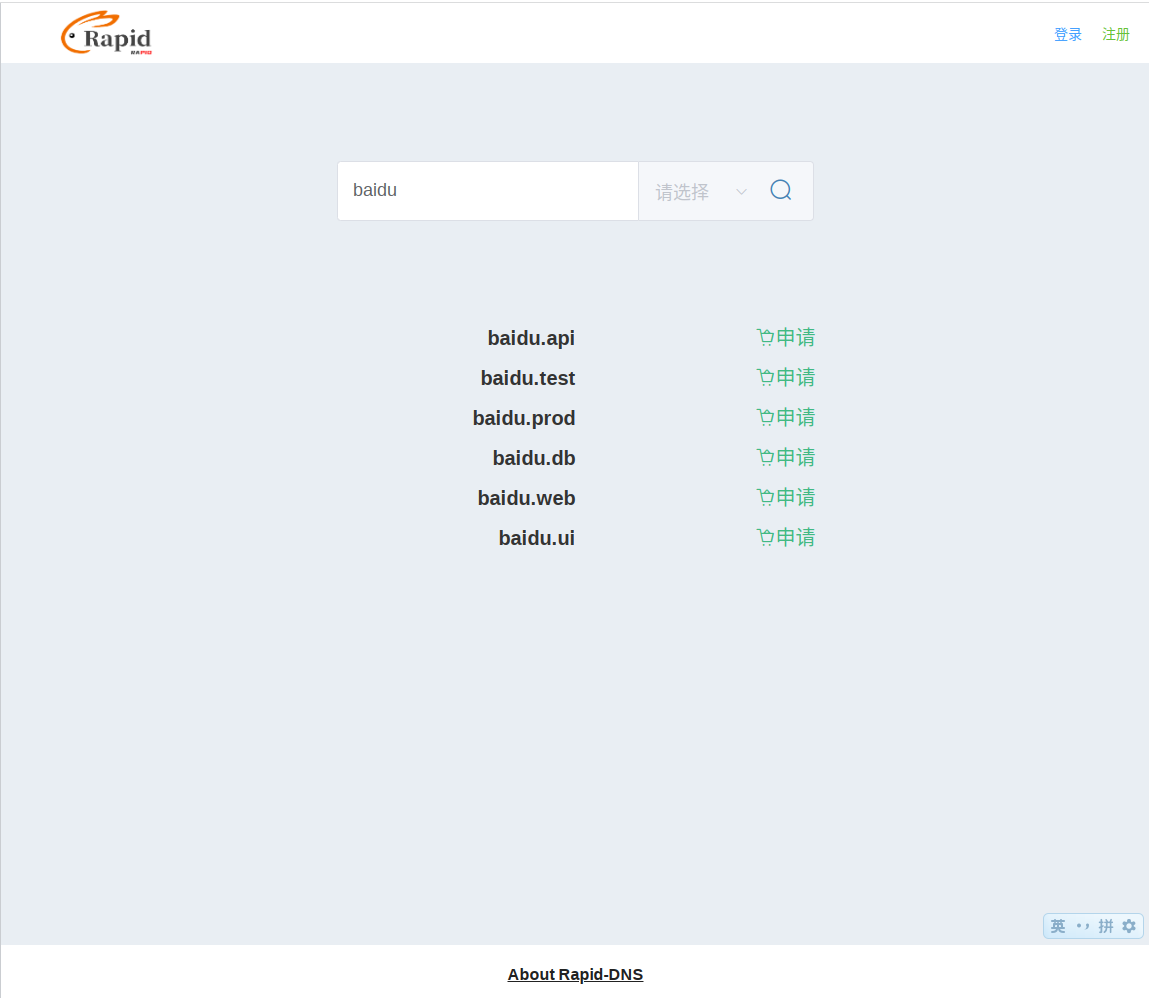 Rapid
RAPID
登录 注册
baidu 请选择
baidu.api 申请
baidu.test 申请
baidu.prod 申请
baidu.db 申请
baidu.web 申请
baidu.ui 申请
英 •, 拼
About Rapid-DNS